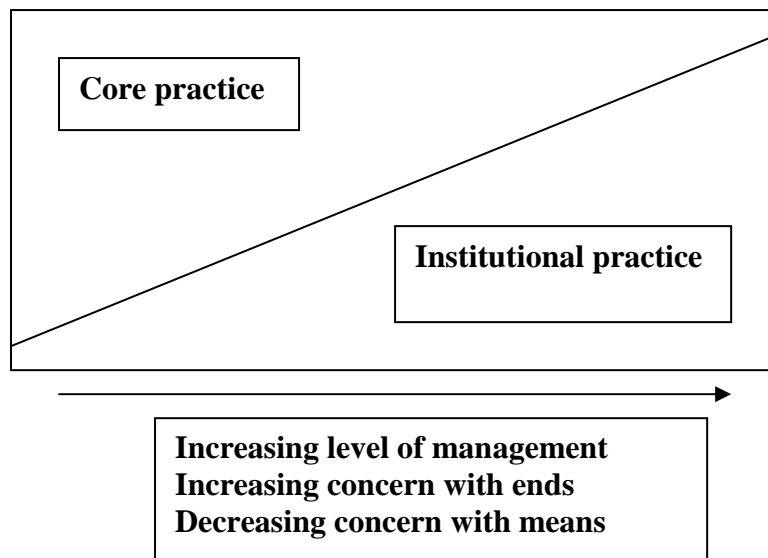 Core practice
Institutional practice
Increasing level of management
Increasing concern with ends
Decreasing concern with means